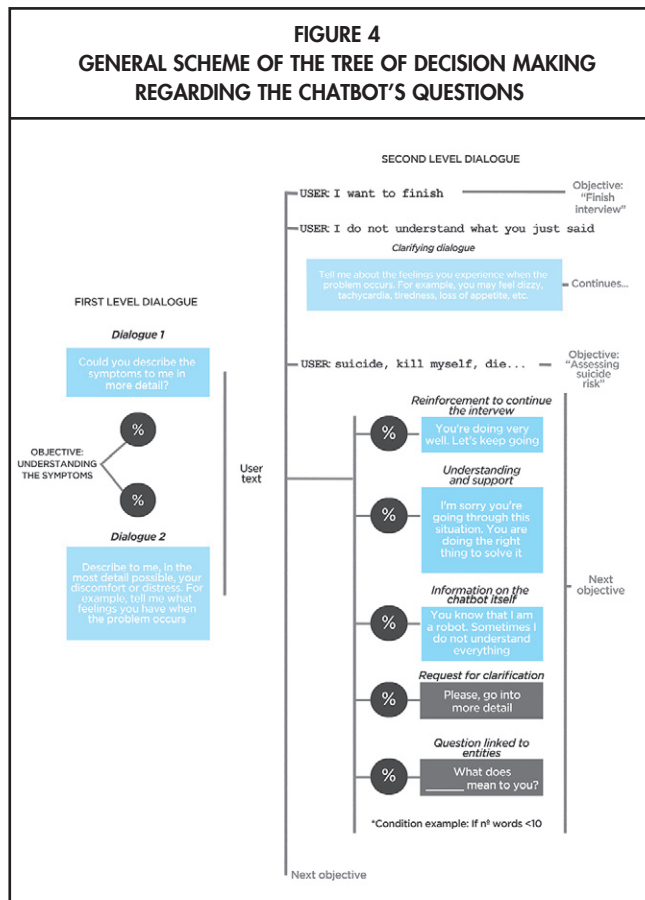 FIGURE 4
GENERAL SCHEME OF THE TREE OF DECISION MAKING
REGARDING THE CHATBOT'S QUESTIONS
FIRST LEVEL DIALOGUE
Dialogue 1
Could you describe the
symptoms to me in
more detail?
%
OBJECTIVE:
UNDERSTANDING
THE SYMPTOMS
%
Dialogue 2
Describe to me, in the
most detail possible, your
discomfort or distress. For
example, tell me what
feelings you have when
the problem occurs
User
text
SECOND LEVEL DIALOGUE
USER: I want to finish
Objective:
"Finish
interview"
USER: I do not understand what you just said
Clarifying dialogue
Tell me about the feelings you experience when the
problem occurs. For example, you may feel dizzy,
tachycardia, tiredness, loss of appetite, etc.
Continues...
USER: suicide, kill myself, die...
Objective:
"Assessing
suicide
risk"
Reinforcement to continue
the intervew
%
You're doing very
well. Let's keep going
Understanding
and support
%
I'm sorry you're
going through this
situation. You are
doing the right
thing to solve it
Information on the
chatbot itself
%
You know that I am
a robot. Sometimes I
do not understand
everything
Request for clarification
%
Please, go into
more detail
Question linked to
entities
%
What does
_______ mean to you?
*Condition example: If nº words <10
Next
objective
Next objective